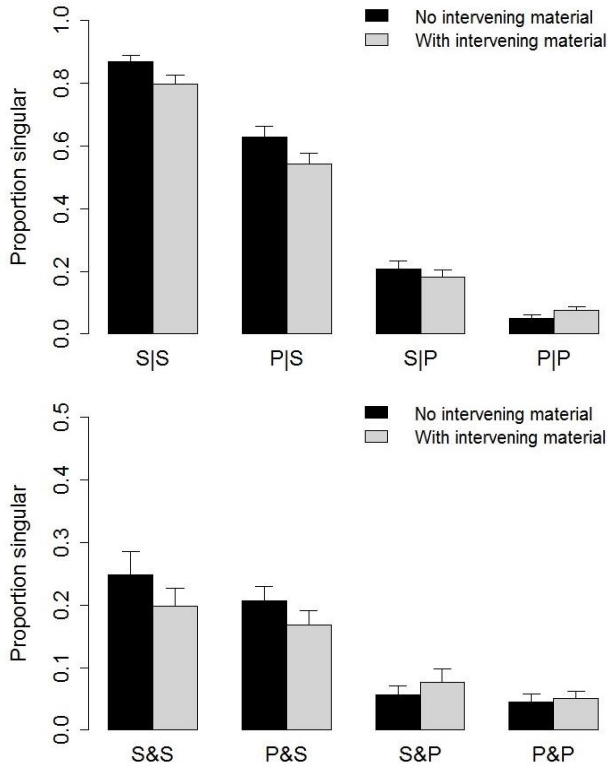 Proportion singular
0.0 0.2 0.4 0.6 0.8 1.0
No intervening material
With intervening material
S|S P|S S|P P|P
Proportion singular
0.0 0.1 0.2 0.3 0.4 0.5
No intervening material
With intervening material
S&S P&S S&P P&P